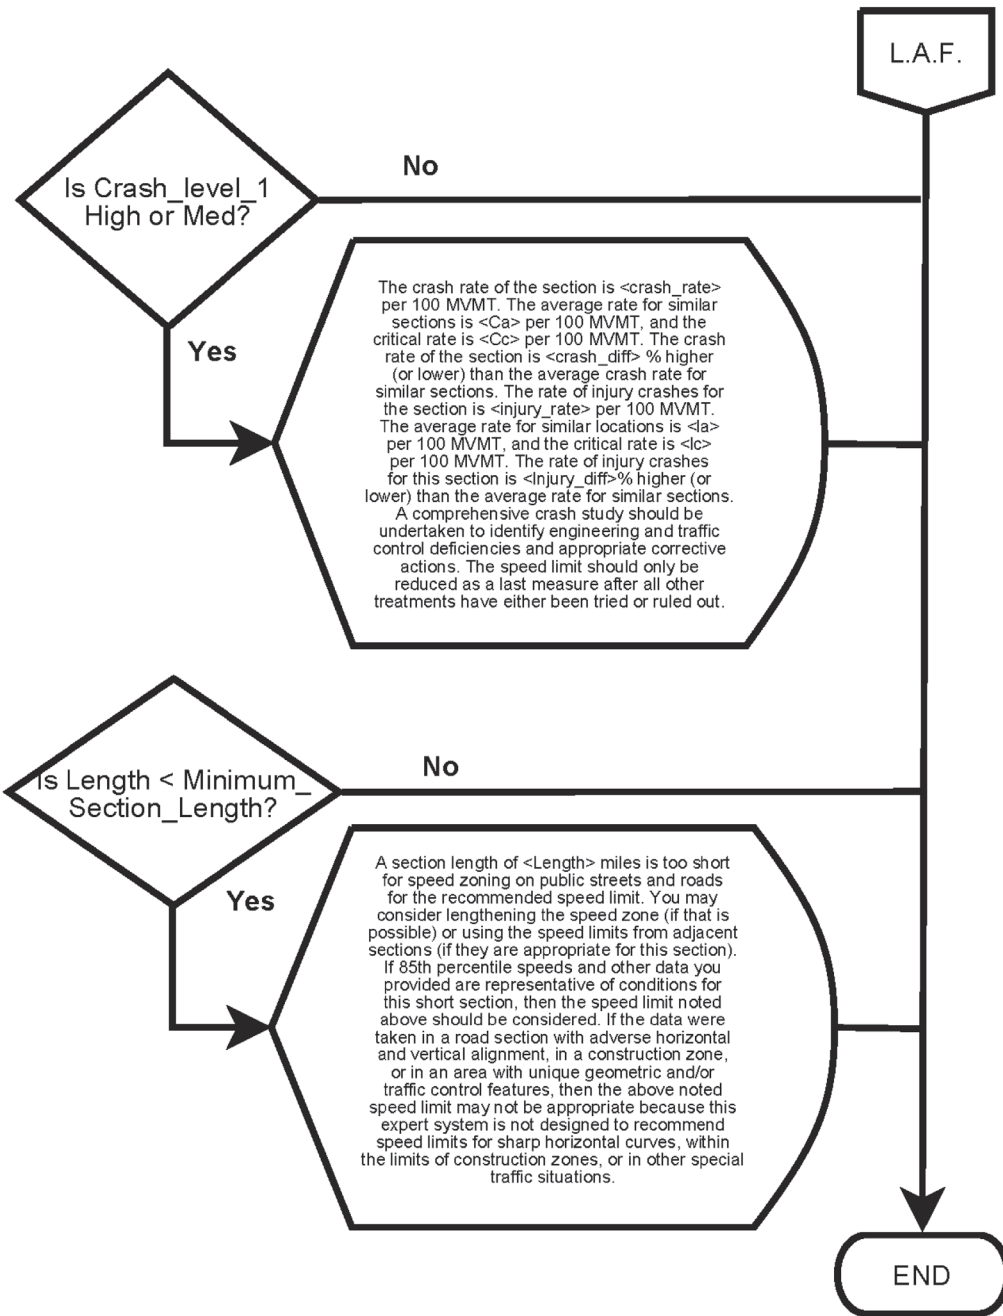 L.A.F.
Is Crash_level_1
High or Med?
No
Yes
The crash rate of the section is <crash_rate>
per 100 MVMT. The average rate for similar
sections is <Ca> per 100 MVMT, and the
critical rate is <Cc> per 100 MVMT. The crash
rate of the section is <crash_diff> % higher
(or lower) than the average crash rate for
similar sections. The rate of injury crashes for
the section is <injury_rate> per 100 MVMT.
The average rate for similar locations is <Ia>
per 100 MVMT, and the critical rate is <Ic>
per 100 MVMT. The rate of injury crashes
for this section is <Injury_diff>% higher (or
lower) than the average rate for similar sections.
A comprehensive crash study should be
undertaken to identify engineering and traffic
control deficiencies and appropriate corrective
actions. The speed limit should only be
reduced as a last measure after all other
treatments have either been tried or ruled out.
Is Length < Minimum_
Section_Length?
No
Yes
A section length of <Length> miles is too short
for speed zoning on public streets and roads
for the recommended speed limit. You may
consider lengthening the speed zone (if that is
possible) or using the speed limits from adjacent
sections (if they are appropriate for this section).
If 85th percentile speeds and other data you
provided are representative of conditions for
this short section, then the speed limit noted
above should be considered. If the data were
taken in a road section with adverse horizontal
and vertical alignment, in a construction zone,
or in an area with unique geometric and/or
traffic control features, then the above noted
speed limit may not be appropriate because this
expert system is not designed to recommend
speed limits for sharp horizontal curves, within
the limits of construction zones, or in other special
traffic situations.
END